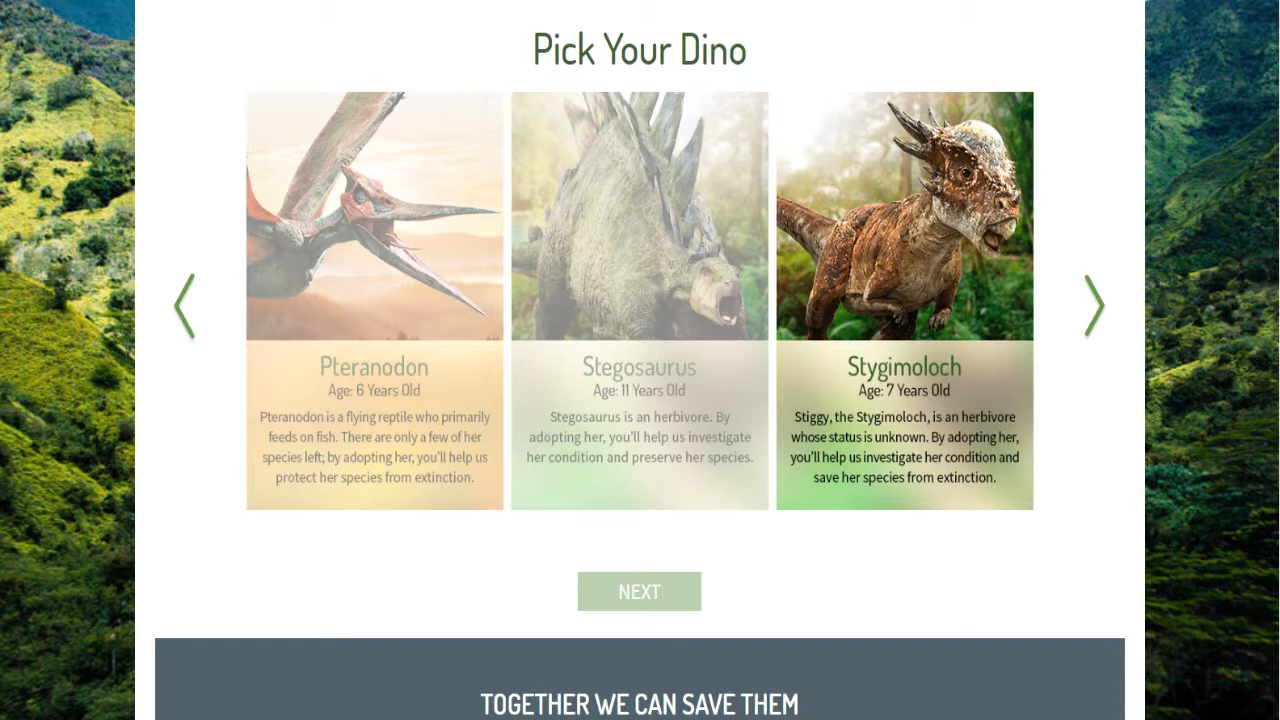 Pick Your Dino
Pteranodon
Age: 6 Years Old
Pteranodon is a flying reptile who primarily
feeds on fish. There are only a few of her
species left; by adopting her, you'll help us
protect her species from extinction.
Stegosaurus
Age: 11 Years Old
Stegosaurus is an herbivore. By
adopting her, you'll help us investigate
her condition and preserve her species.
Stygimoloch
Age: 7 Years Old
Stiggy, the Stygimoloch, is an herbivore
whose status is unknown. By adopting her,
you'll help us investigate her condition and
save her species from extinction.
NEXT
TOGETHER WE CAN SAVE THEM